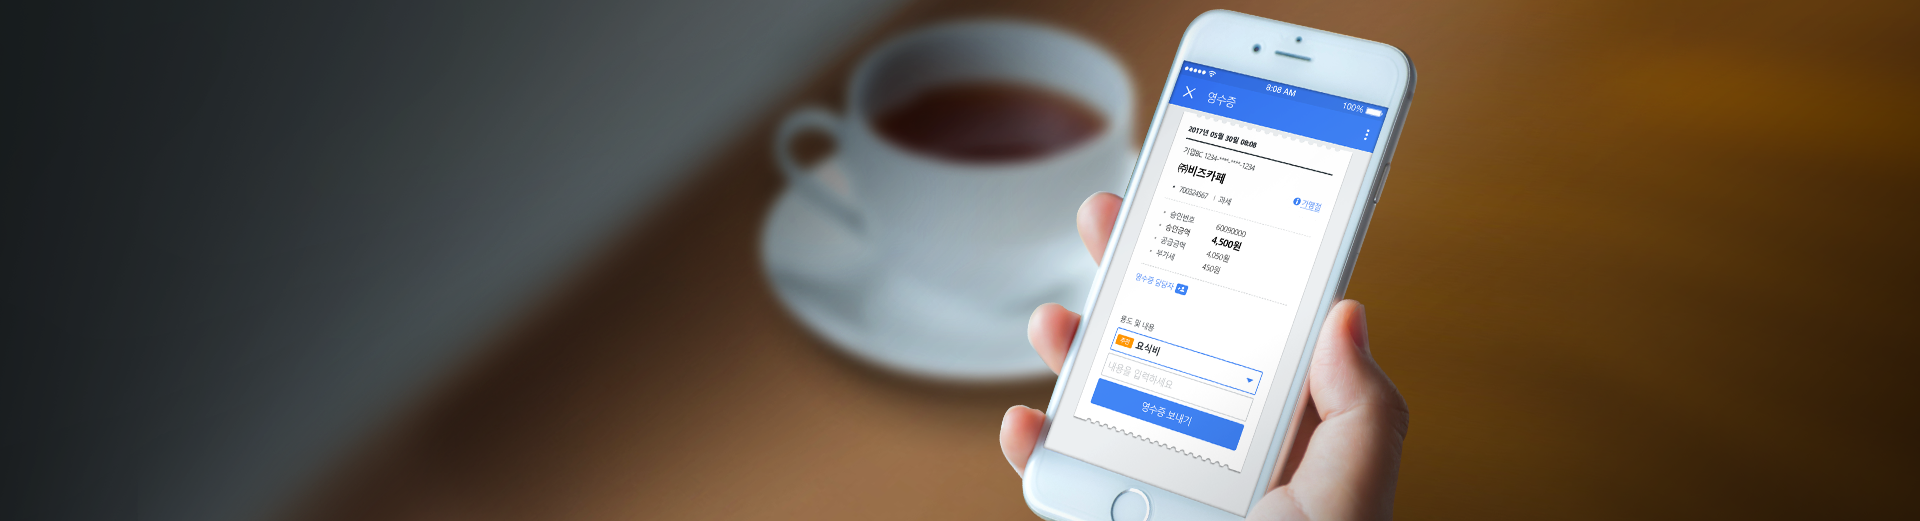 8:08 AM 100%
영수증
2017년 05월 30일 08:08
기업BC 1234-****-****-1234
㈜비즈카페
700324567 | 과세 가맹점
승인번호 60090000
승인금액 4,500원
공급금액 4,050원
부가세 450원
영수증 담당자
용도 및 내용
추천 요식비
내용을 입력하세요
영수증 보내기